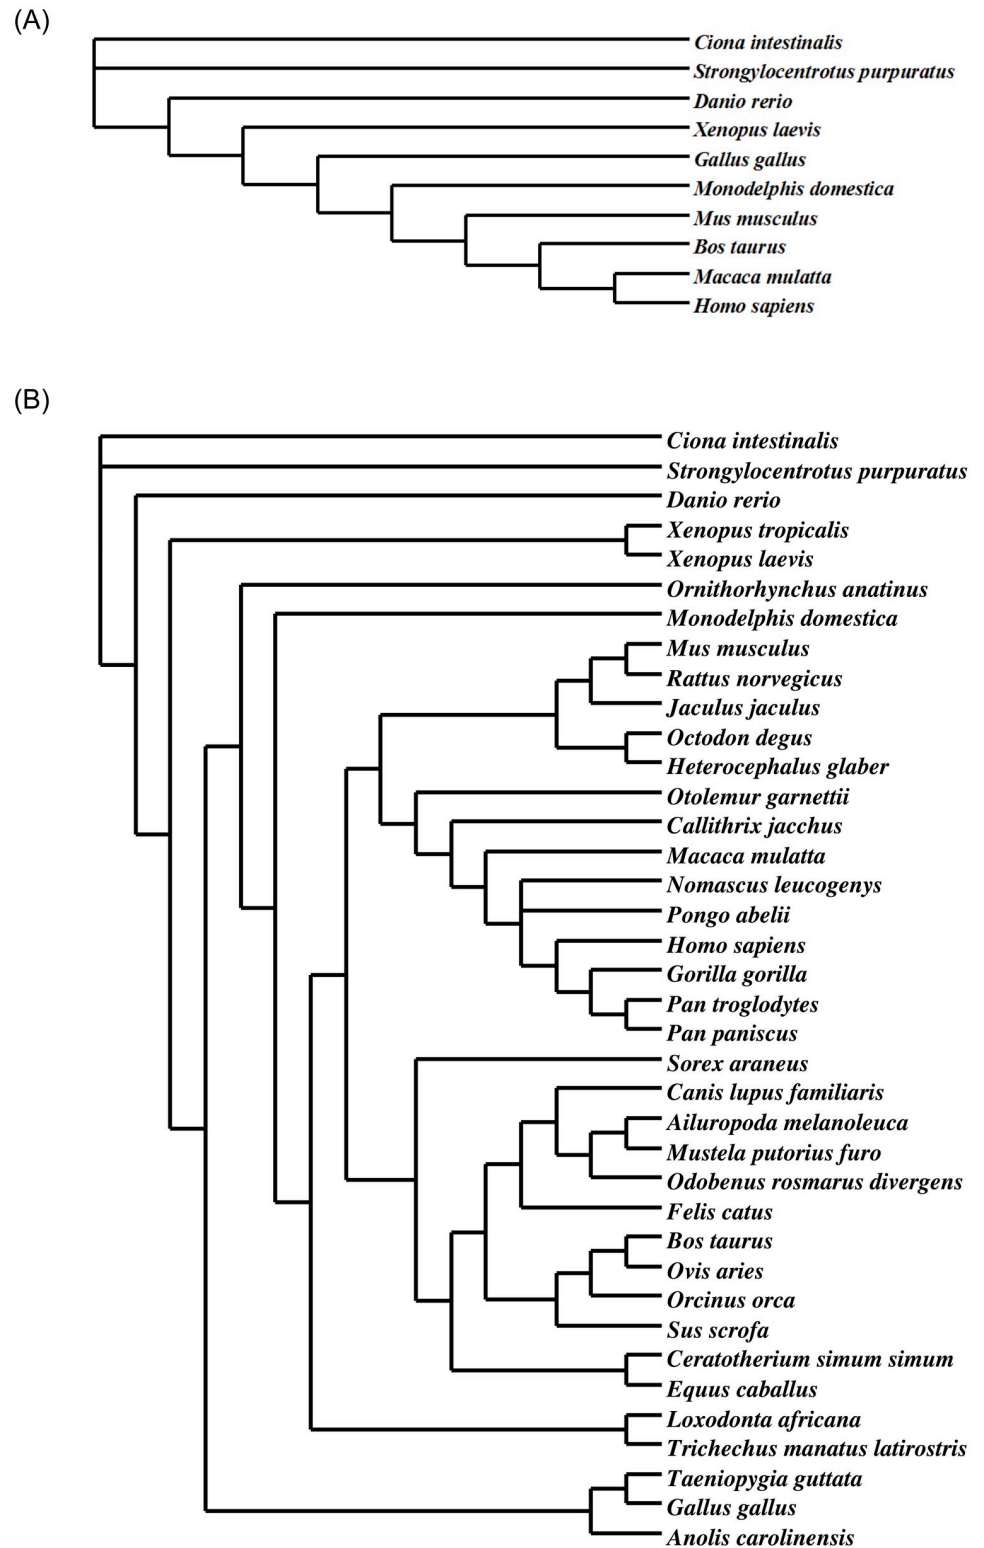 (A)
Ciona intestinalis
Strongylocentrotus purpuratus
Danio rerio
Xenopus laevis
Gallus gallus
Monodelphis domestica
Mus musculus
Bos taurus
Macaca mulatta
Homo sapiens
(B)
Ciona intestinalis
Strongylocentrotus purpuratus
Danio rerio
Xenopus tropicalis
Xenopus laevis
Ornithorhynchus anatinus
Monodelphis domestica
Mus musculus
Rattus norvegicus
Jaculus jaculus
Octodon degus
Heterocephalus glaber
Otolemur garnettii
Callithrix jacchus
Macaca mulatta
Nomascus leucogenys
Pongo abelii
Homo sapiens
Gorilla gorilla
Pan troglodytes
Pan paniscus
Sorex araneus
Canis lupus familiaris
Ailuropoda melanoleuca
Mustela putorius furo
Odobenus rosmarus divergens
Felis catus
Bos taurus
Ovis aries
Orcinus orca
Sus scrofa
Ceratotherium simum simum
Equus caballus
Loxodonta africana
Trichechus manatus latirostris
Taeniopygia guttata
Gallus gallus
Anolis carolinensis